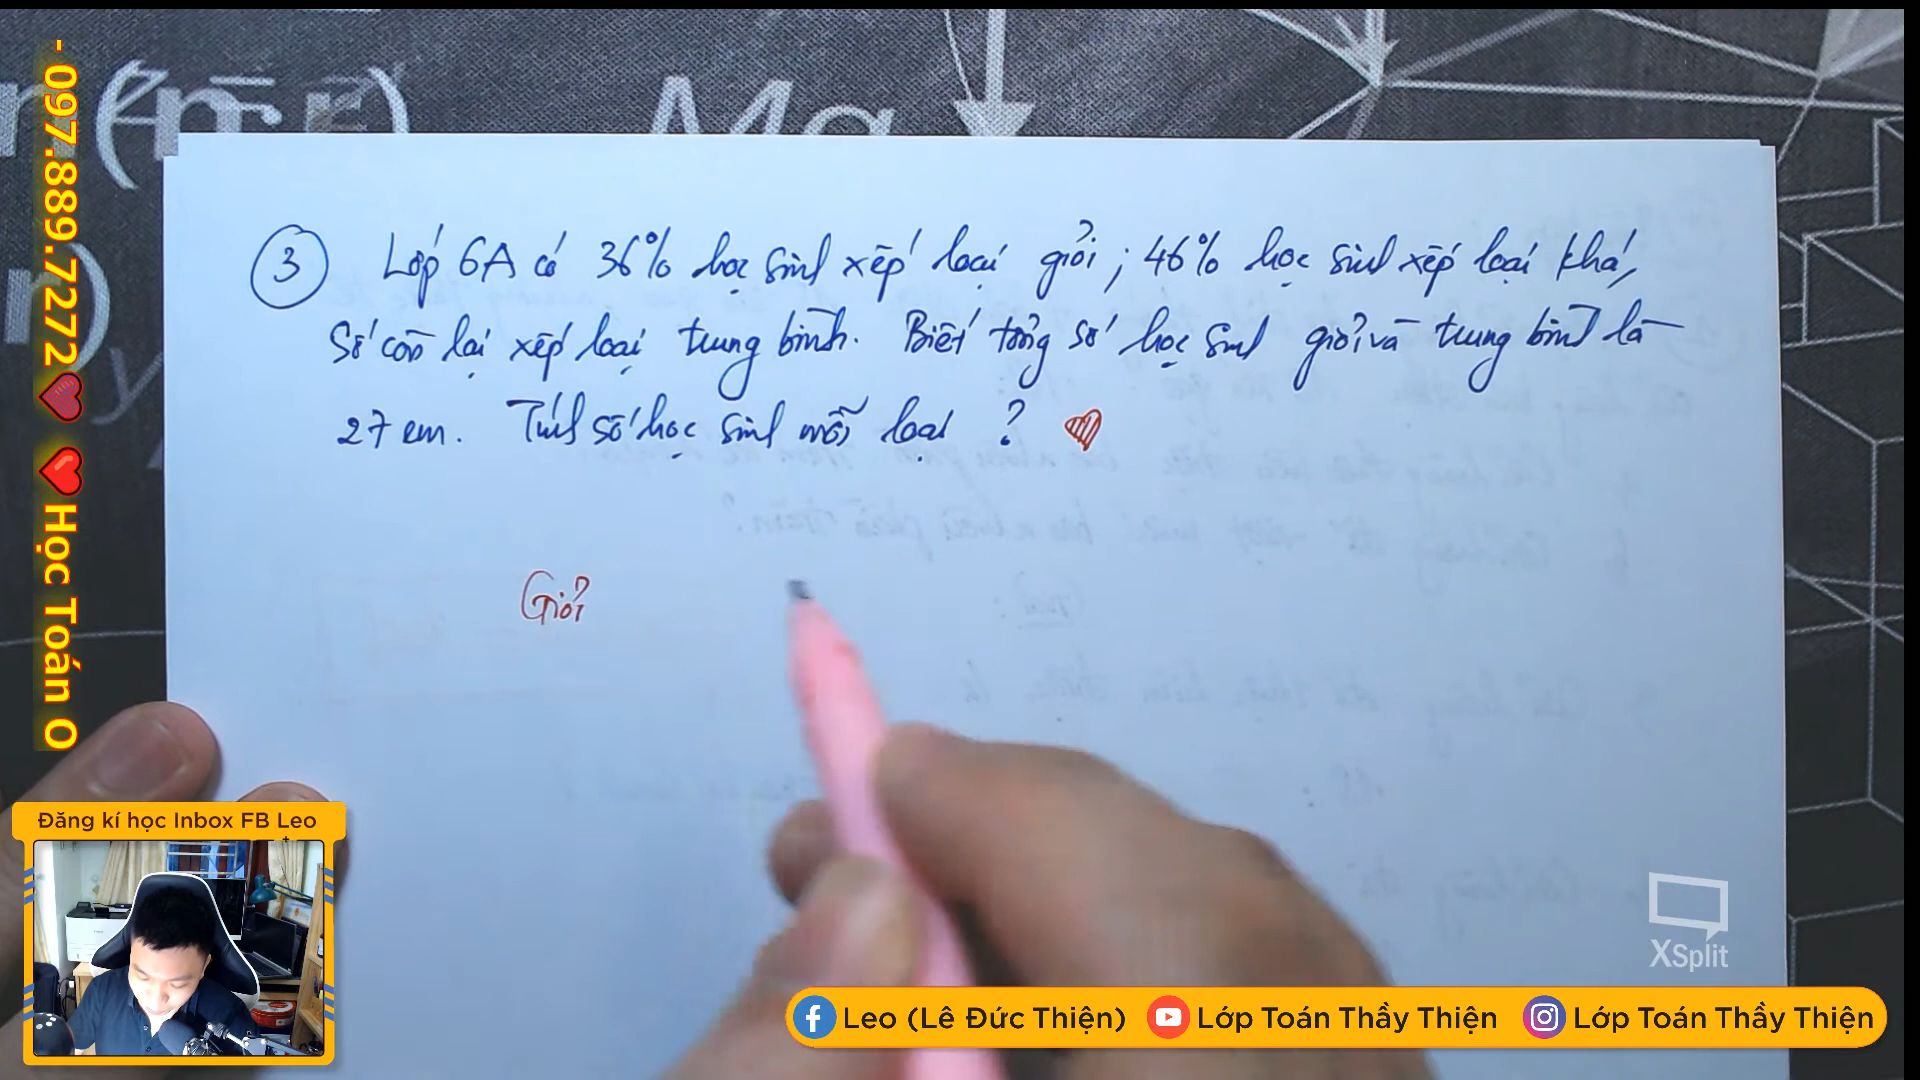 - 097.889.7272 ❤ ❤ Học Toán O
Mg
③ Lớp 6A có 36% học sinh xếp loại giỏi ; 46% học sinh xếp loại khá,
Số còn lại xếp loại trung bình. Biết tổng số học sinh giỏi và trung bình là
27 em. Tính số học sinh mỗi loại ?
Giỏi
Đăng kí học Inbox FB Leo
XSplit
Leo (Lê Đức Thiện) Lớp Toán Thầy Thiện Lớp Toán Thầy Thiện